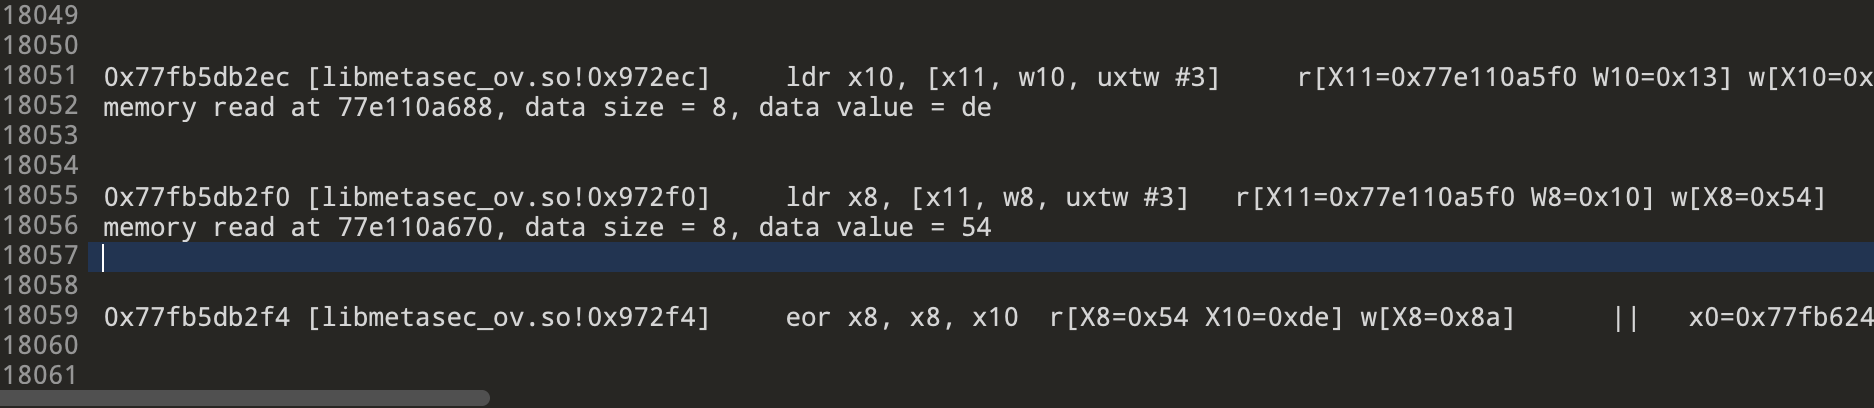 18049
18050
18051 0x77fb5db2ec [libmetasec_ov.so!0x972ec] ldr x10, [x11, w10, uxtw #3] r[X11=0x77e110a5f0 W10=0x13] w[X10=0x
18052 memory read at 77e110a688, data size = 8, data value = de
18053
18054
18055 0x77fb5db2f0 [libmetasec_ov.so!0x972f0] ldr x8, [x11, w8, uxtw #3] r[X11=0x77e110a5f0 W8=0x10] w[X8=0x54]
18056 memory read at 77e110a670, data size = 8, data value = 54
18057
18058
18059 0x77fb5db2f4 [libmetasec_ov.so!0x972f4] eor x8, x8, x10 r[X8=0x54 X10=0xde] w[X8=0x8a] || x0=0x77fb624
18060
18061